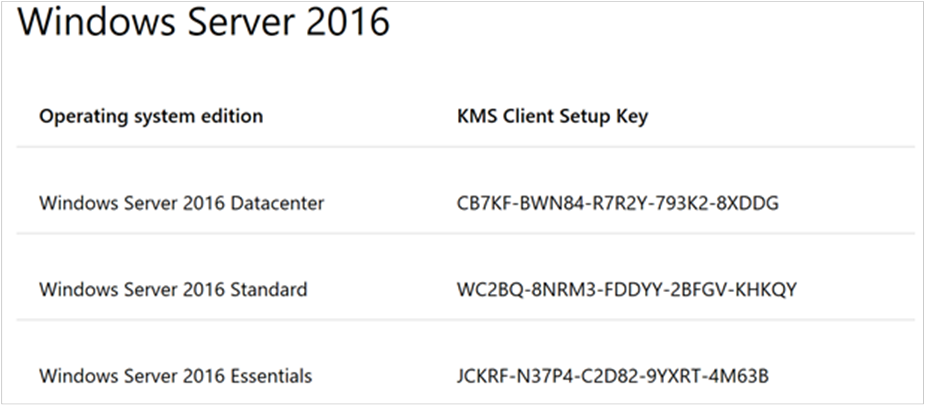 Windows Server 2016
Operating system edition KMS Client Setup Key
Windows Server 2016 Datacenter CB7KF-BWN84-R7R2Y-793K2-8XDDG
Windows Server 2016 Standard WC2BQ-8NRM3-FDDYY-2BFGV-KHKQY
Windows Server 2016 Essentials JCKRF-N37P4-C2D82-9YXRT-4M63B